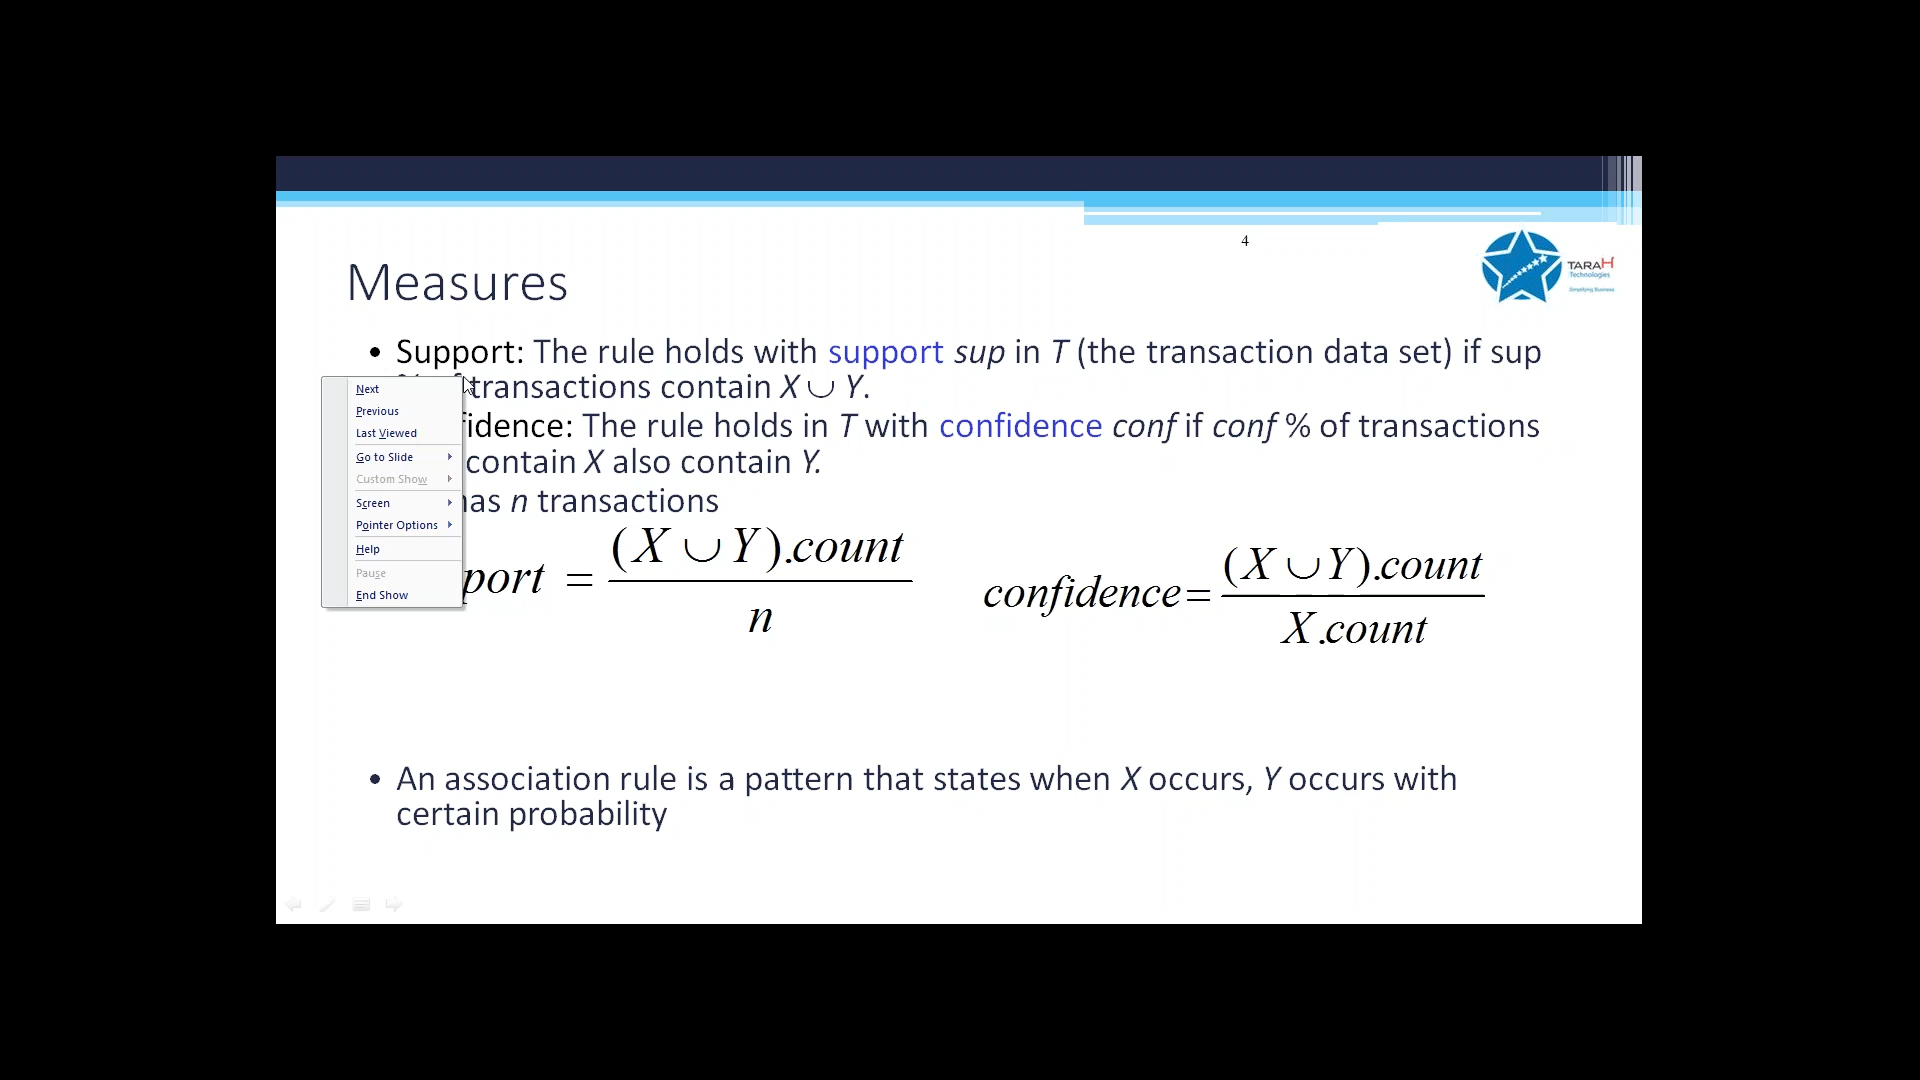 4
TARAH
Technologies
Simplifying Business
Measures
• Support: The rule holds with support sup in T (the transaction data set) if sup
transactions contain X ∪ Y.
idence: The rule holds in T with confidence conf if conf % of transactions
contain X also contain Y.
has n transactions
port = (X ∪ Y).count / n
confidence = (X ∪ Y).count / X.count
• An association rule is a pattern that states when X occurs, Y occurs with
certain probability
Next
Previous
Last Viewed
Go to Slide
Custom Show
Screen
Pointer Options
Help
Pause
End Show